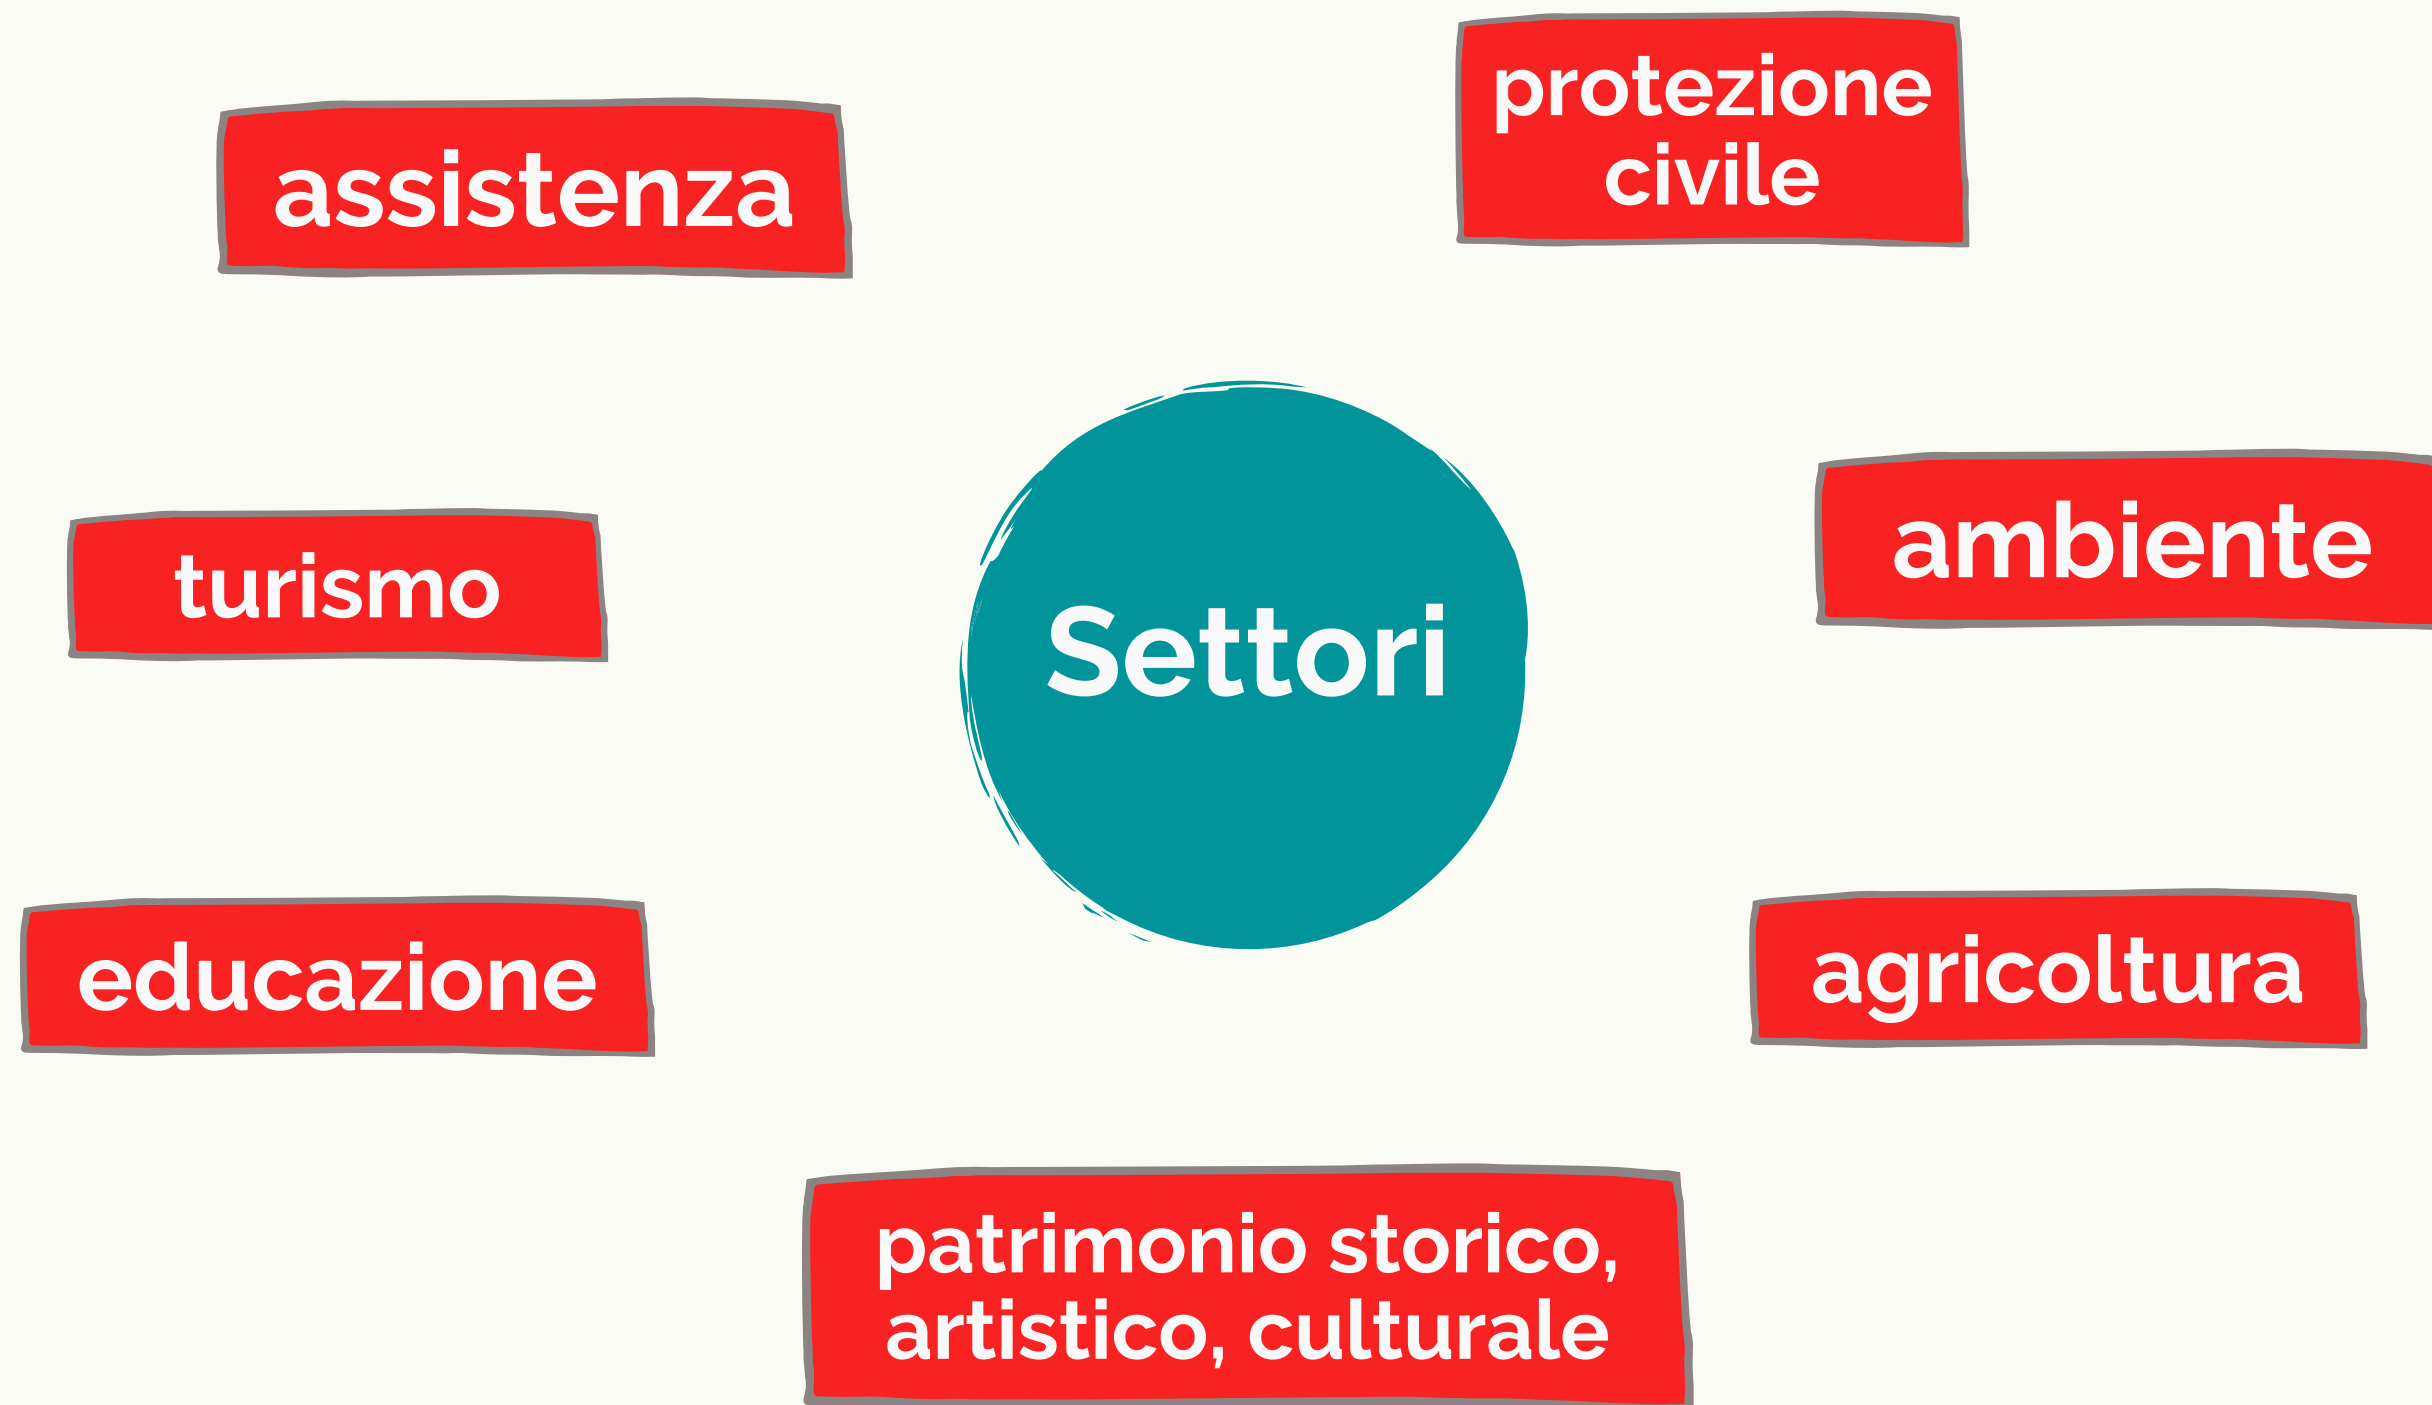 protezione
civile
assistenza
ambiente
turismo
Settori
educazione
agricoltura
patrimonio storico,
artistico, culturale